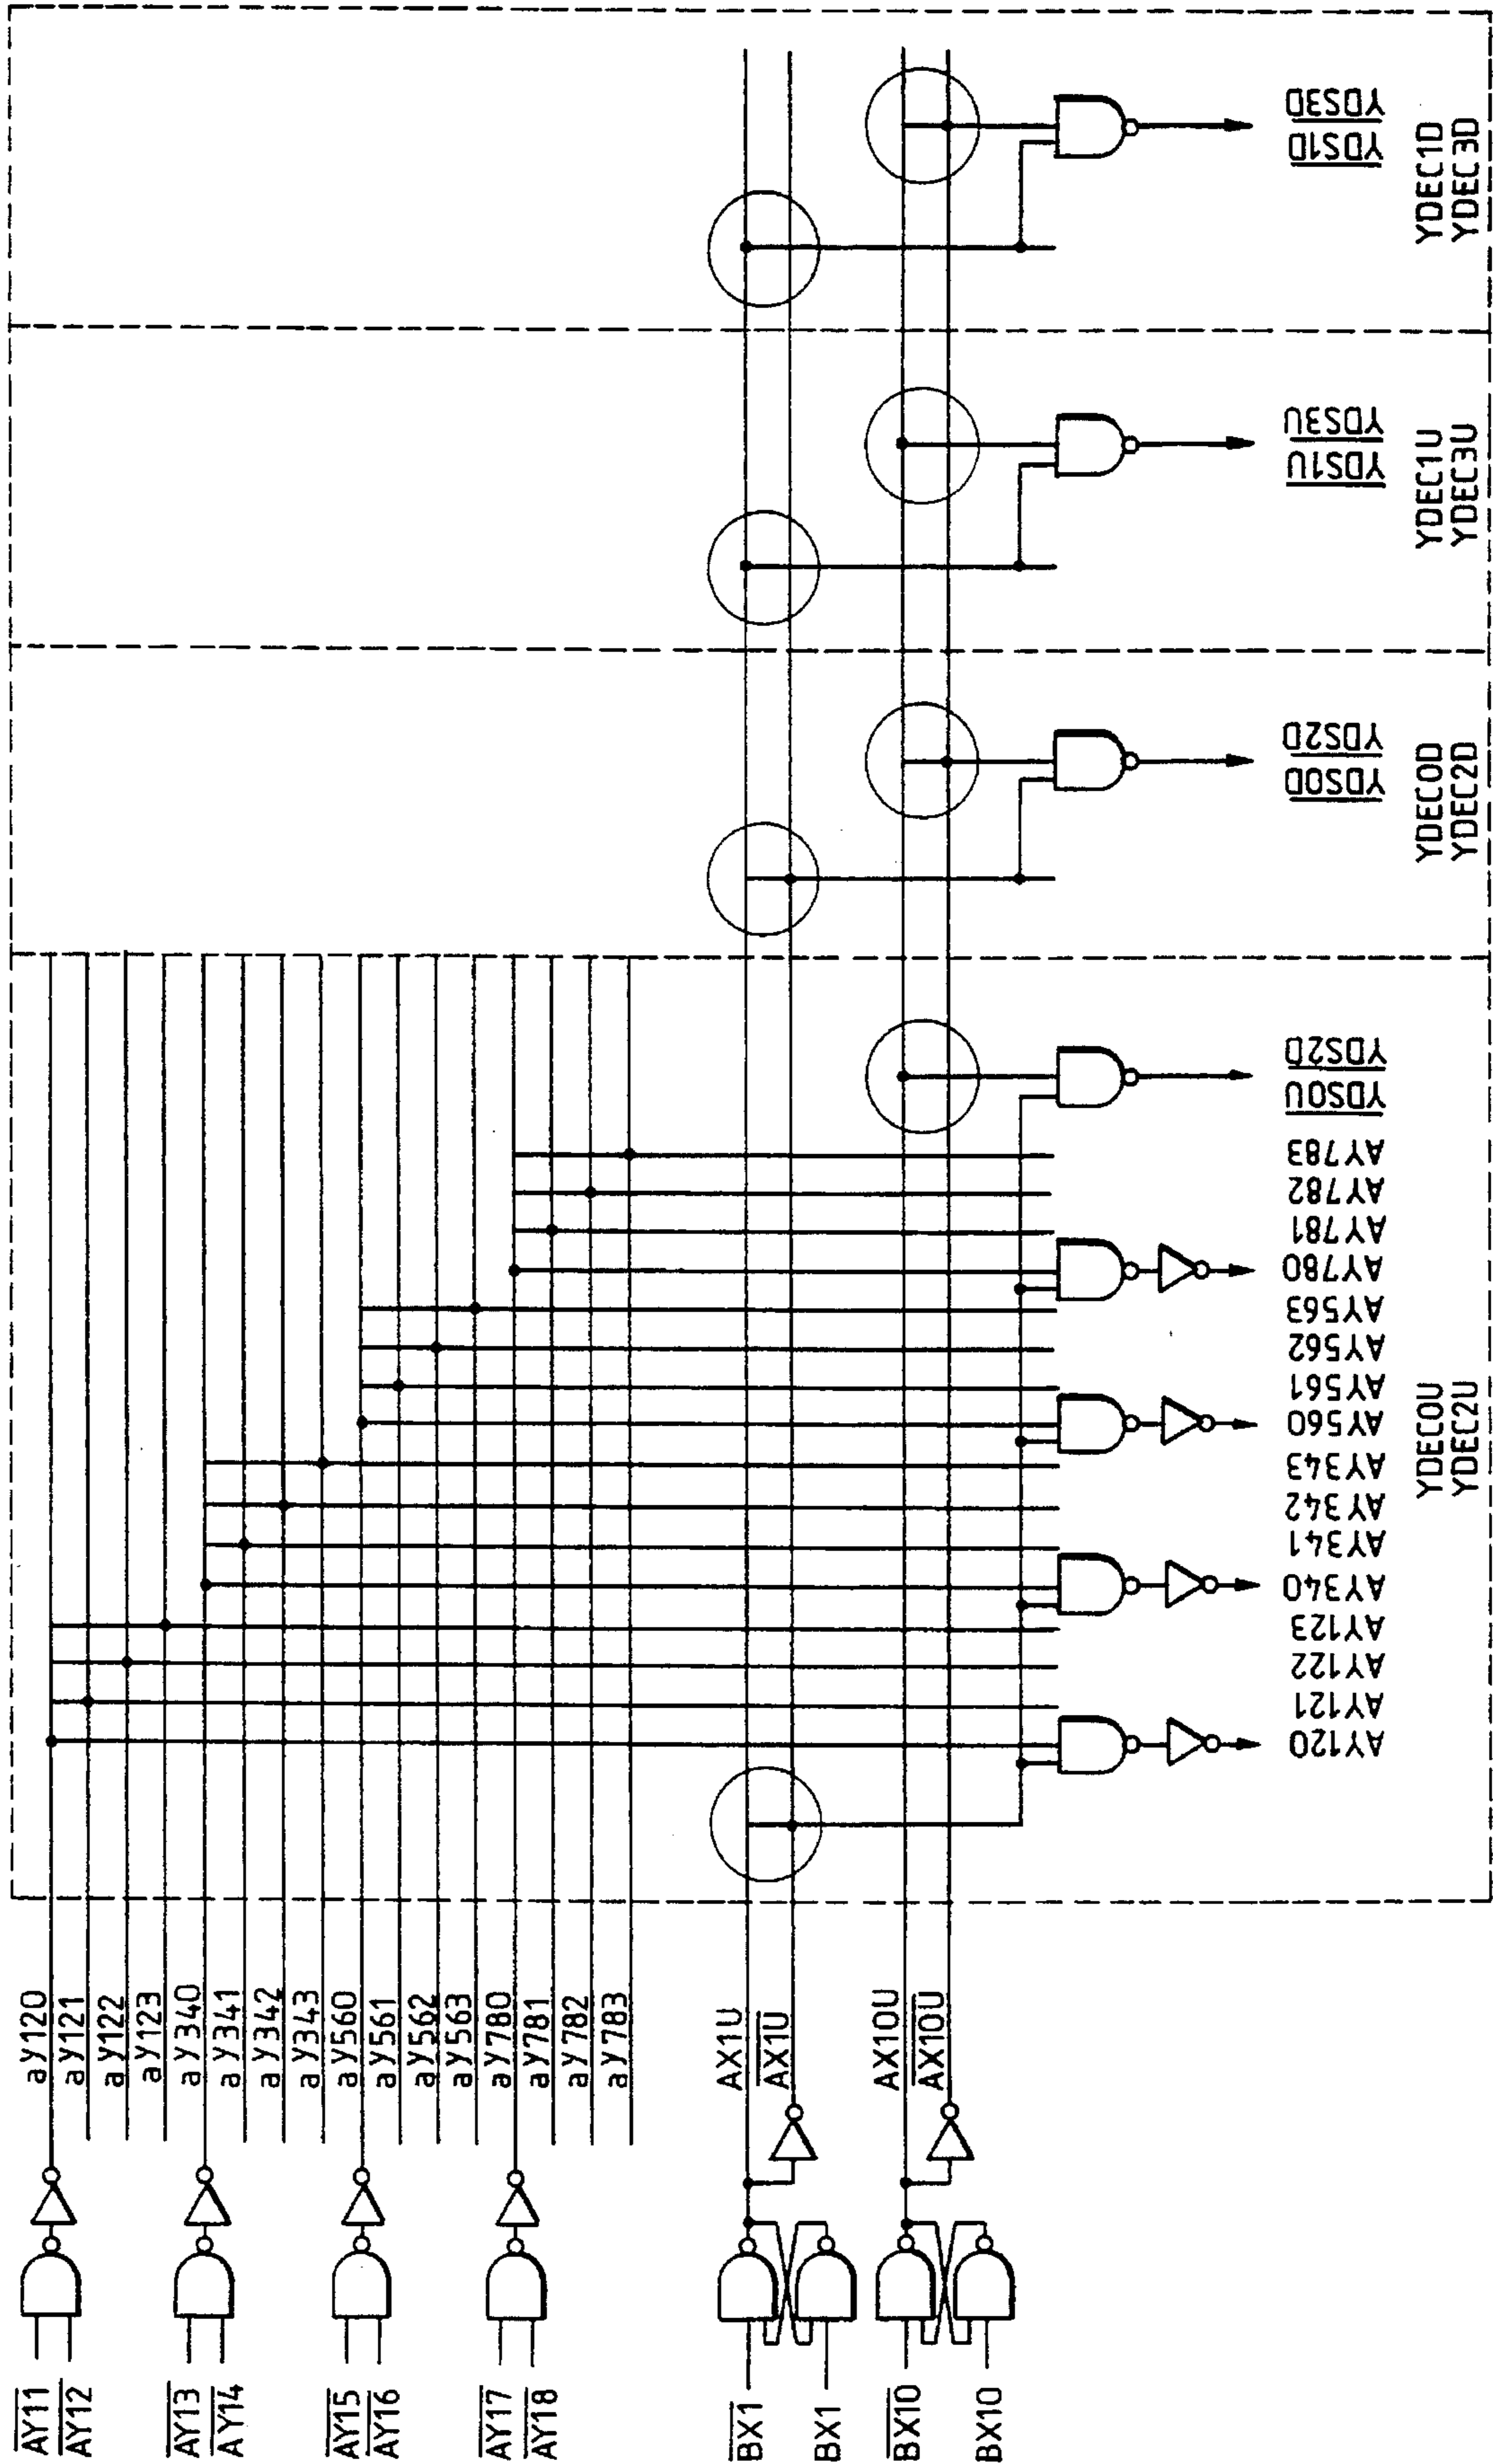 YDS3D
YDS1D
YDEC1D
YDEC3D
YDS3U
YDS1U
YDEC1U
YDEC3U
YDS2D
YDS0D
YDEC0D
YDEC2D
YDS2D
YDS0U
AY783
AY782
AY781
AY780
AY563
AY562
AY561
AY560
AY343
AY342
AY341
AY340
AY123
AY122
AY121
AY120
YDEC0U
YDEC2U
aY120
aY121
aY122
aY123
aY340
aY341
aY342
aY343
aY560
aY561
aY562
aY563
aY780
aY781
aY782
aY783
AX1U
AX1U
AX10U
AX10U
AY11
AY12
AY13
AY14
AY15
AY16
AY17
AY18
BX1
BX1
BX10
BX10